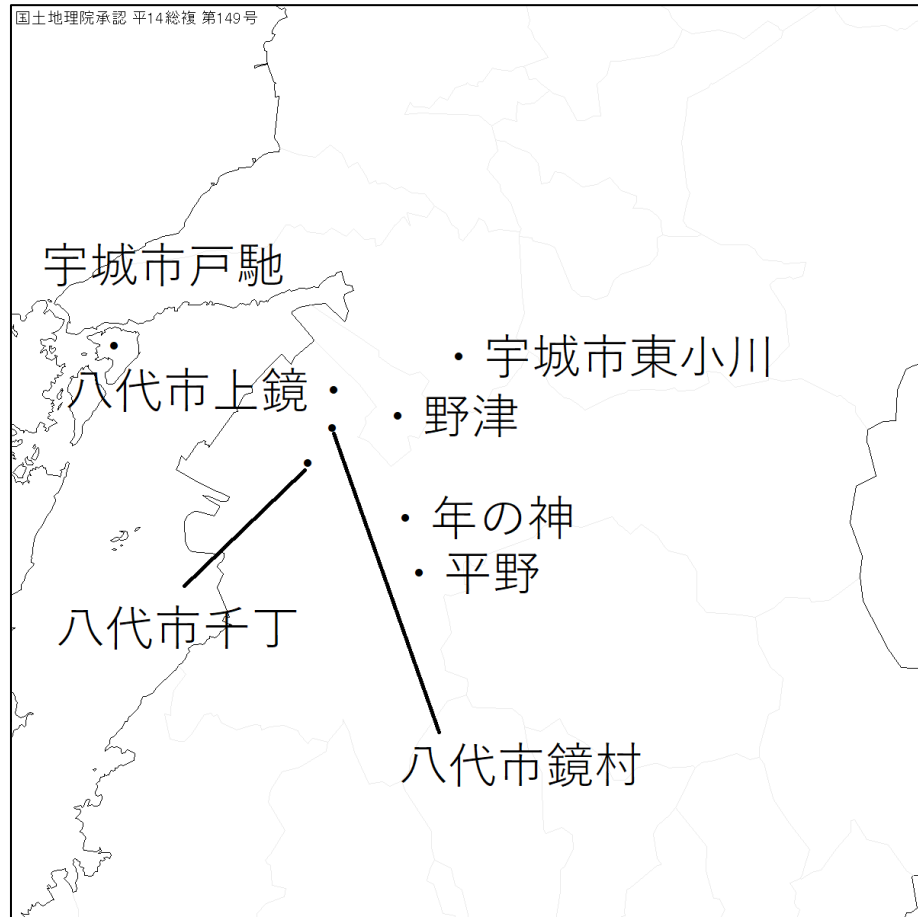 国土地理院承認 平14総複 第149号
宇城市戸馳
宇城市東小川
八代市上鏡
野津
年の神
平野
八代市千丁
八代市鏡村